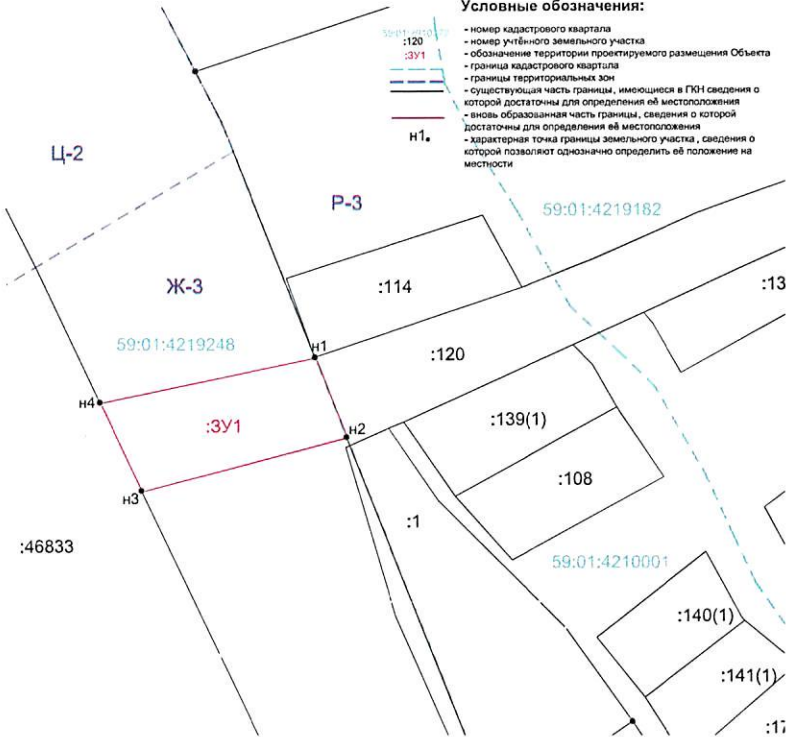 Условные обозначения:
- номер кадастрового квартала
:120 - номер учтённого земельного участка
:ЗУ1 - обозначение территории проектируемого размещения Объекта
- граница кадастрового квартала
- границы территориальных зон
- существующая часть границы, имеющиеся в ГКН сведения о
которой достаточны для определения её местоположения
- вновь образованная часть границы, сведения о которой
достаточны для определения её местоположения
н1. - характерная точка границы земельного участка, сведения о
которой позволяют однозначно определить её положение на
местности
Ц-2
Р-3
59:01:4219182
Ж-3
:114
:13
59:01:4219248
н1
:120
н4
:ЗУ1
н2
:139(1)
:108
н3
:1
:46833
59:01:4210001
:140(1)
:141(1)
:17